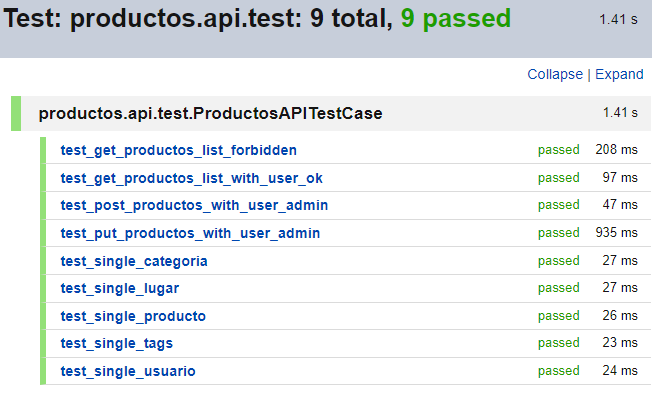 Test: productos.api.test: 9 total, 9 passed 1.41 s
Collapse | Expand
productos.api.test.ProductosAPITestCase 1.41 s
test_get_productos_list_forbidden passed 208 ms
test_get_productos_list_with_user_ok passed 97 ms
test_post_productos_with_user_admin passed 47 ms
test_put_productos_with_user_admin passed 935 ms
test_single_categoria passed 27 ms
test_single_lugar passed 27 ms
test_single_producto passed 26 ms
test_single_tags passed 23 ms
test_single_usuario passed 24 ms